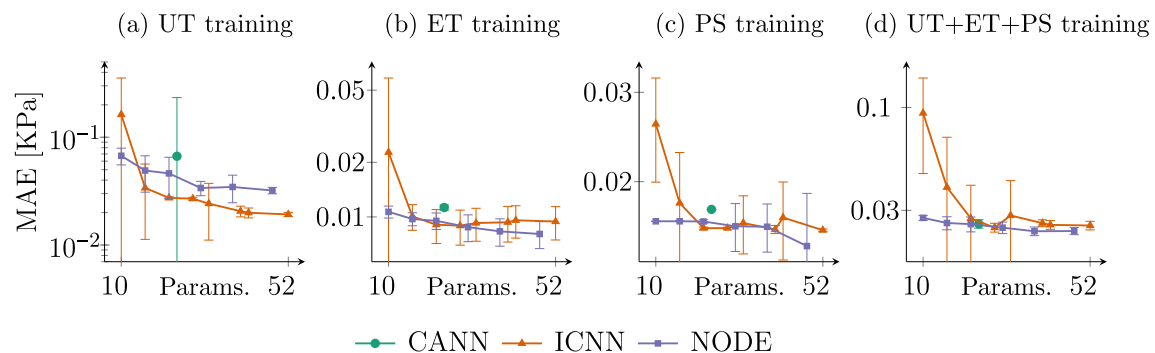 (a) UT training
(b) ET training
(c) PS training
(d) UT+ET+PS training
MAE [KPa]
10⁻¹
10⁻²
10 Params. 52
0.05
0.02
0.01
10 Params. 52
0.03
0.02
10 Params. 52
0.1
0.03
10 Params. 52
CANN ICNN NODE